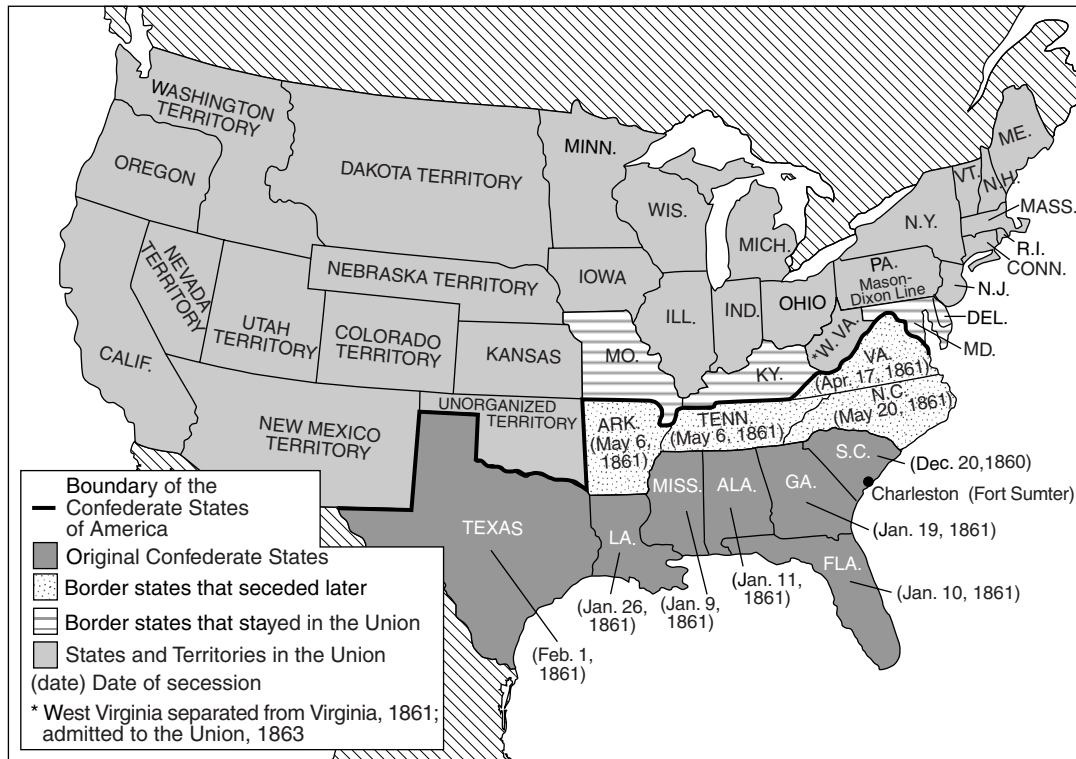 WASHINGTON
TERRITORY
OREGON
DAKOTA TERRITORY
MINN.
WIS.
MICH.
ME.
VT.
N.H.
MASS.
N.Y.
R.I.
CONN.
PA.
Mason-
Dixon Line
N.J.
NEVADA
TERRITORY
NEBRASKA TERRITORY
IOWA
UTAH
TERRITORY
COLORADO
TERRITORY
ILL.
IND.
OHIO
*W. VA.
DEL.
MD.
CALIF.
KANSAS
MO.
KY.
VA.
(Apr. 17, 1861)
N.C.
(May 20, 1861)
NEW MEXICO
TERRITORY
UNORGANIZED
TERRITORY
ARK.
(May 6,
1861)
TENN.
(May 6, 1861)
S.C.
(Dec. 20,1860)
Charleston (Fort Sumter)
MISS.
ALA.
GA.
(Jan. 19, 1861)
TEXAS
LA.
FLA.
(Jan. 10, 1861)
(Jan. 26,
1861)
(Jan. 9,
1861)
(Jan. 11,
1861)
(Feb. 1,
1861)
Boundary of the
Confederate States
of America
Original Confederate States
Border states that seceded later
Border states that stayed in the Union
States and Territories in the Union
(date) Date of secession
* West Virginia separated from Virginia, 1861;
admitted to the Union, 1863